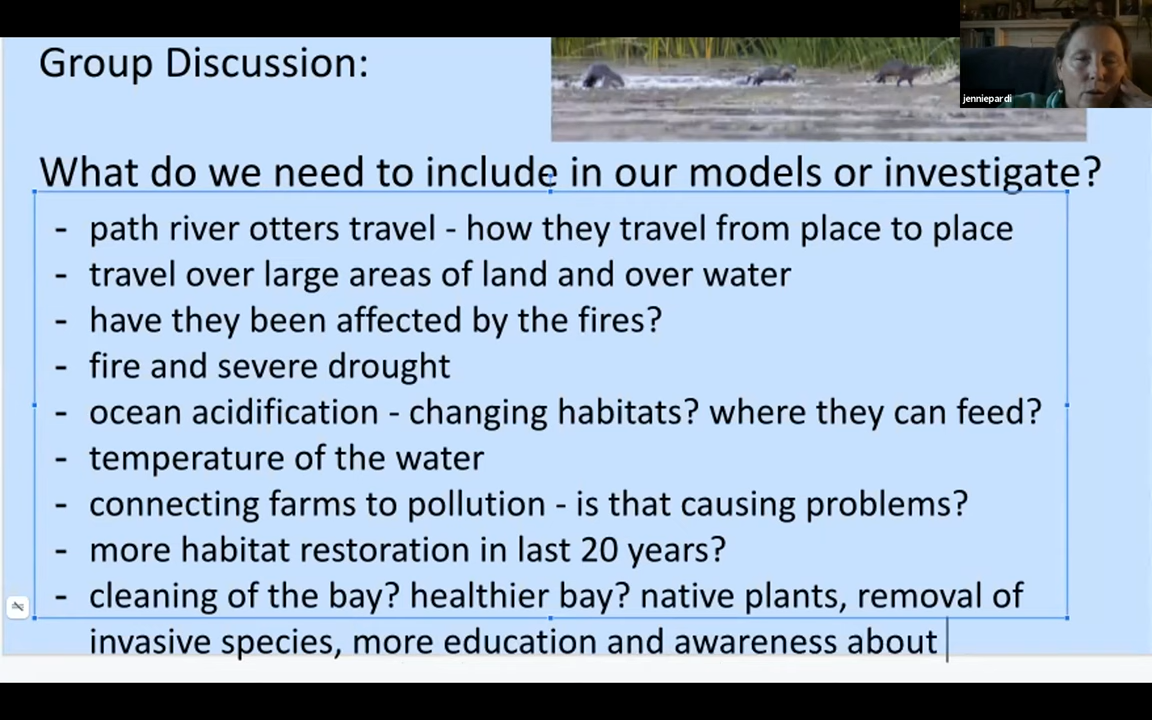 Group Discussion:
jenniepardi
What do we need to include in our models or investigate?
- path river otters travel - how they travel from place to place
- travel over large areas of land and over water
- have they been affected by the fires?
- fire and severe drought
- ocean acidification - changing habitats? where they can feed?
- temperature of the water
- connecting farms to pollution - is that causing problems?
- more habitat restoration in last 20 years?
- cleaning of the bay? healthier bay? native plants, removal of
invasive species, more education and awareness about